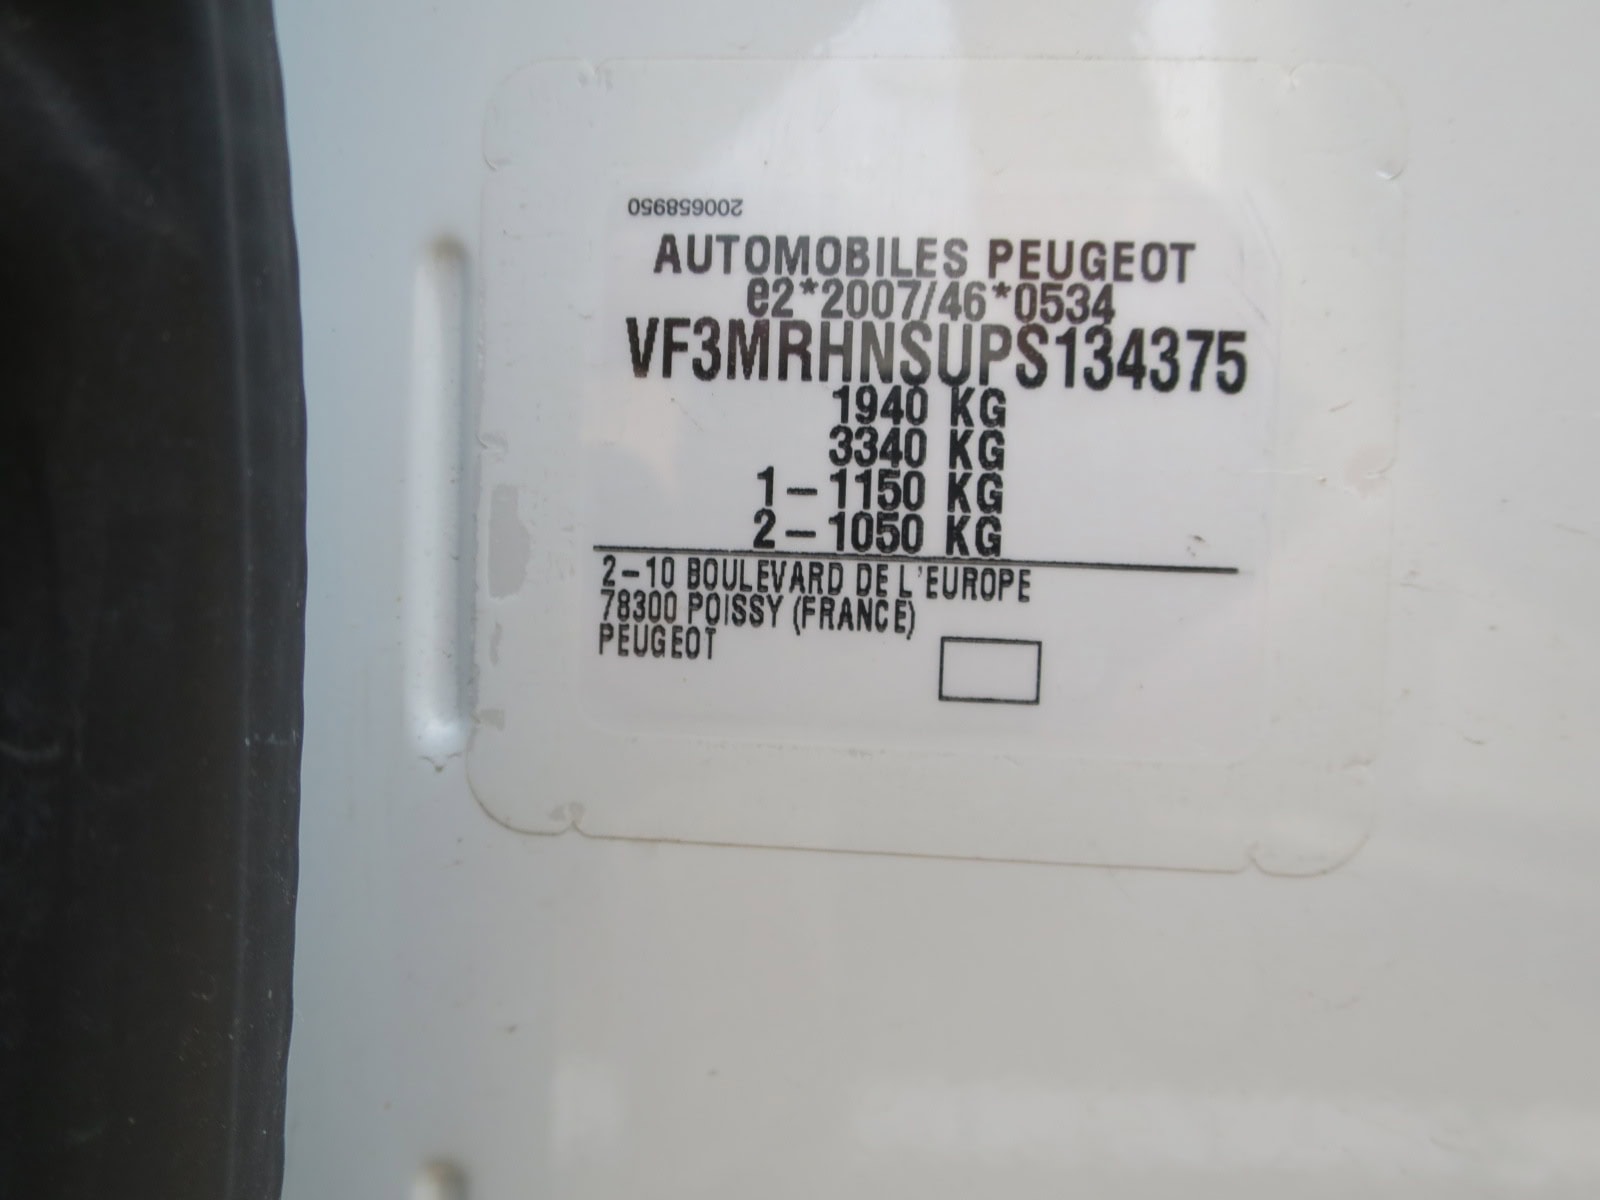 200658950
AUTOMOBILES PEUGEOT
e2*2007/46*0534
VF3MRHNSUPS134375
1940 KG
3340 KG
1-1150 KG
2-1050 KG
2-10 BOULEVARD DE L'EUROPE
78300 POISSY (FRANCE)
PEUGEOT